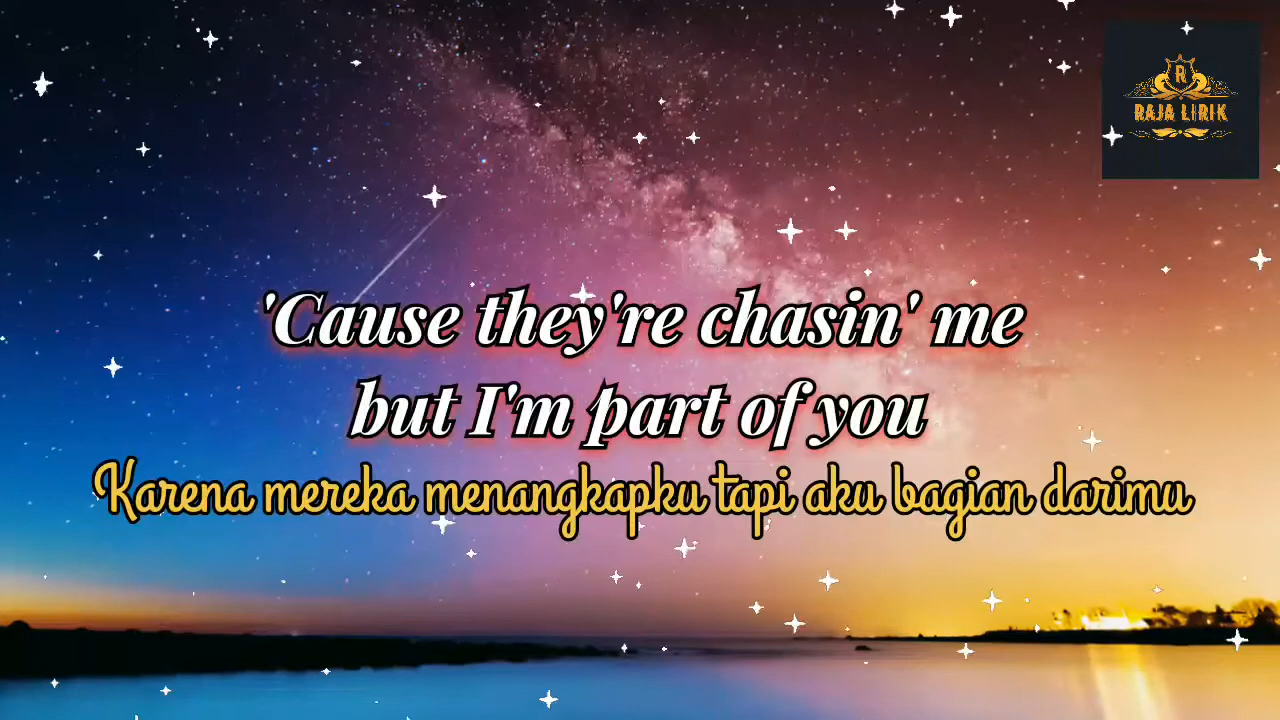 R
RAJA LIRIK
'Cause they're chasin' me
but I'm part of you
Karena mereka menangkapku tapi aku bagian darimu